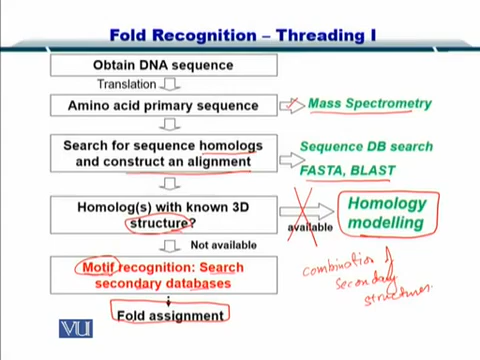 Fold Recognition – Threading I
Obtain DNA sequence
Translation
Amino acid primary sequence
Mass Spectrometry
Search for sequence homologs
and construct an alignment
Sequence DB search
FASTA, BLAST
Homolog(s) with known 3D
structure?
available
Homology
modelling
Not available
Motif recognition: Search
secondary databases
combination of
secondary
structures.
Fold assignment
VU